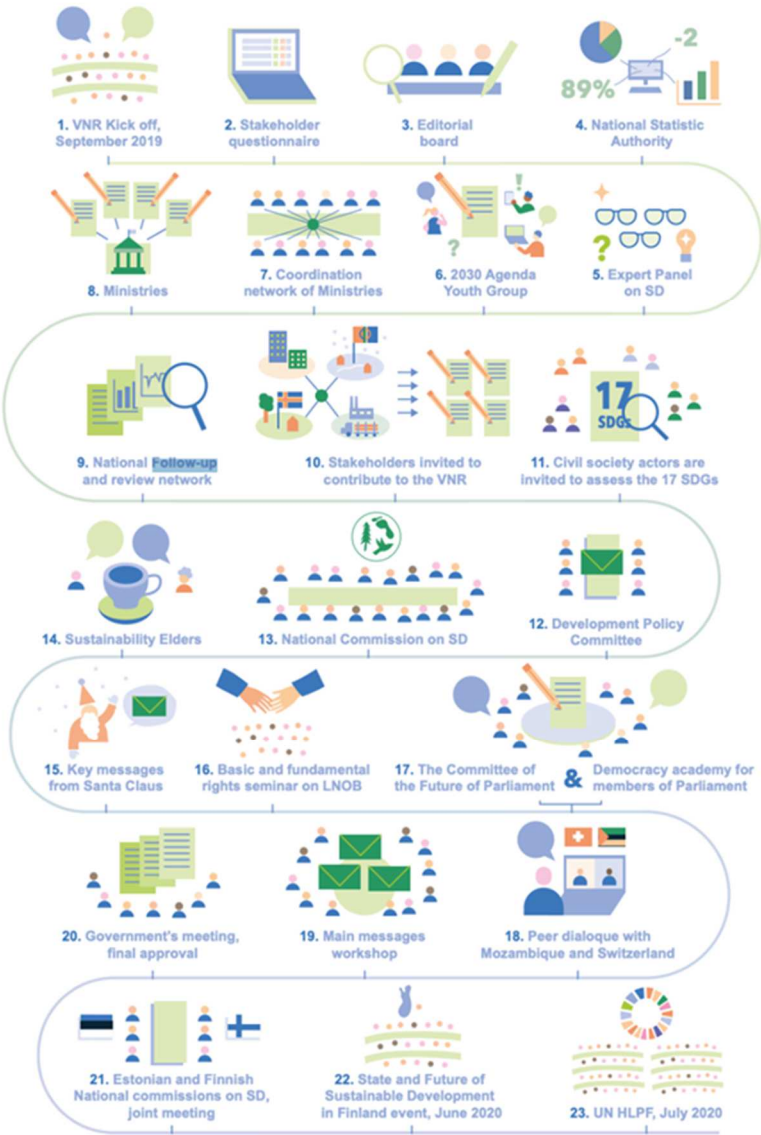 -2
89%
1. VNR Kick off,
September 2019
2. Stakeholder
questionnaire
3. Editorial
board
4. National Statistic
Authority
!
?
?
8. Ministries
7. Coordination
network of Ministries
6. 2030 Agenda
Youth Group
5. Expert Panel
on SD
17
SDGs
9. National Follow-up
and review network
10. Stakeholders invited to
contribute to the VNR
11. Civil society actors are
invited to assess the 17 SDGs
14. Sustainability Elders
13. National Commission on SD
12. Development Policy
Committee
15. Key messages
from Santa Claus
16. Basic and fundamental
rights seminar on LNOB
17. The Committee of
the Future of Parliament
&
Democracy academy for
members of Parliament
20. Government's meeting,
final approval
19. Main messages
workshop
18. Peer dialoque with
Mozambique and Switzerland
21. Estonian and Finnish
National commissions on SD,
joint meeting
22. State and Future of
Sustainable Development
in Finland event, June 2020
23. UN HLPF, July 2020